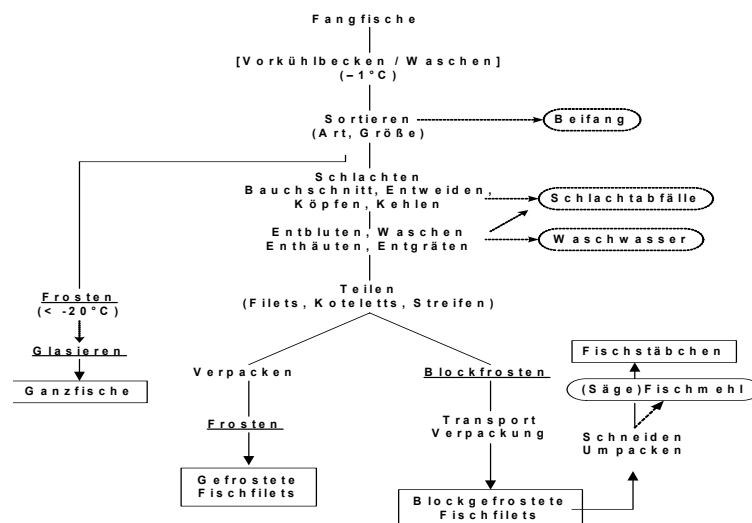 Fangfische
[Vorkühlbecken / Waschen]
(–1°C)
Sortieren
(Art, Größe)
Beifang
Schlachten
Bauchschnitt, Entweiden,
Köpfen, Kehlen
Schlachtabfälle
Entbluten, Waschen
Enthäuten, Entgräten
Waschwasser
Teilen
(Filets, Koteletts, Streifen)
Frosten
(< -20°C)
Glasieren
Ganzfische
Verpacken
Frosten
Gefrostete
Fischfilets
Blockfrosten
Transport
Verpackung
Blockgefrostete
Fischfilets
Fischstäbchen
(Säge)Fischmehl
Schneiden
Umpacken